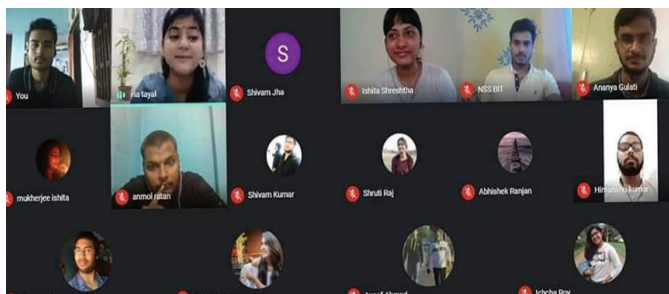 You
ria tayal
S
Shivam Jha
Ishita Shreshtha
NSS BIT
Ananya Gulati
mukherjee ishita
anmol ratan
Shivam Kumar
Shruti Raj
Abhishek Ranjan
Himanshu kumar
Ichcha Roy